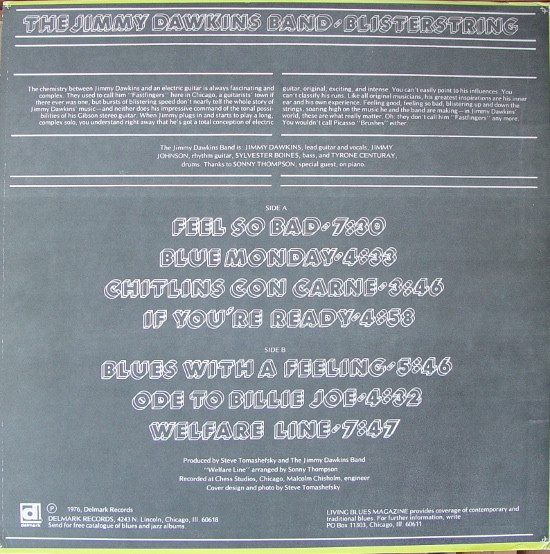 THE JIMMY DAWKINS BAND•BLISTERSTRING
The chemistry between Jimmy Dawkins and an electric guitar is always fascinating and
complex. They used to call him "Fastfingers" here in Chicago, a guitarists' town if
there ever was one, but bursts of blistering speed don't nearly tell the whole story of
Jimmy Dawkins' music—and neither does his impressive command of the tonal possi-
bilities of his Gibson stereo guitar. When Jimmy plugs in and starts to play a long,
complex solo, you understand right away that he's got a total conception of electric
guitar, original, exciting, and intense. You can't easily point to his influences. You
can't classify his runs. Like all original musicians, his greatest inspirations are his inner
ear and his own experience. Feeling good, feeling so bad, blistering up and down the
strings, soaring high on the music he and the band are making—in Jimmy Dawkins'
world, these are what really matter. Oh, they don't call him "Fastfingers" any more.
You wouldn't call Picasso "Brushes" either.
The Jimmy Dawkins Band is: JIMMY DAWKINS, lead guitar and vocals, JIMMY
JOHNSON, rhythm guitar, SYLVESTER BOINES, bass, and TYRONE CENTURAY,
drums. Thanks to SONNY THOMPSON, special guest, on piano.
SIDE A
FEEL SO BAD•7:30
BLUE MONDAY•4:33
CHITLINS CON CARNE•3:46
IF YOU'RE READY•4:58
SIDE B
BLUES WITH A FEELING•5:46
ODE TO BILLIE JOE•4:32
WELFARE LINE•7:47
Produced by Steve Tomashefsky and The Jimmy Dawkins Band
"Welfare Line" arranged by Sonny Thompson
Recorded at Chess Studios, Chicago, Malcolm Chisholm, engineer
Cover design and photo by Steve Tomashefsky
d
delmark
Ⓟ 1976, Delmark Records
DELMARK RECORDS, 4243 N. Lincoln, Chicago, Ill. 60618
Send for free catalogue of blues and jazz albums
LIVING BLUES MAGAZINE provides coverage of contemporary and
traditional blues. For further information, write
PO Box 11303, Chicago, Ill. 60611.